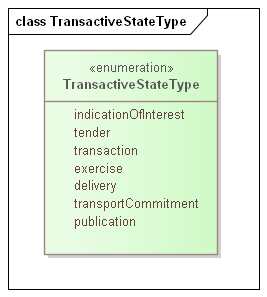 class TransactiveStateType
«enumeration»
TransactiveStateType
indicationOfInterest
tender
transaction
exercise
delivery
transportCommitment
publication